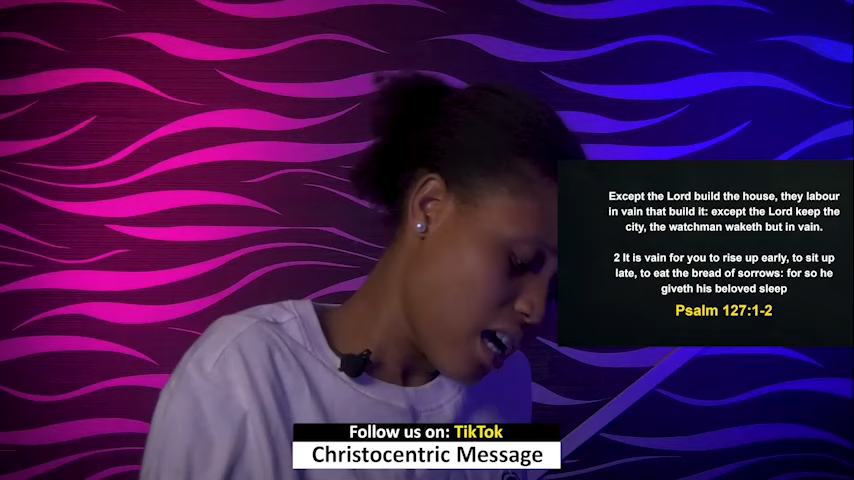 Except the Lord build the house, they labour
in vain that build it: except the Lord keep the
city, the watchman waketh but in vain.
2 It is vain for you to rise up early, to sit up
late, to eat the bread of sorrows: for so he
giveth his beloved sleep
Psalm 127:1-2
Follow us on: TikTok
Christocentric Message